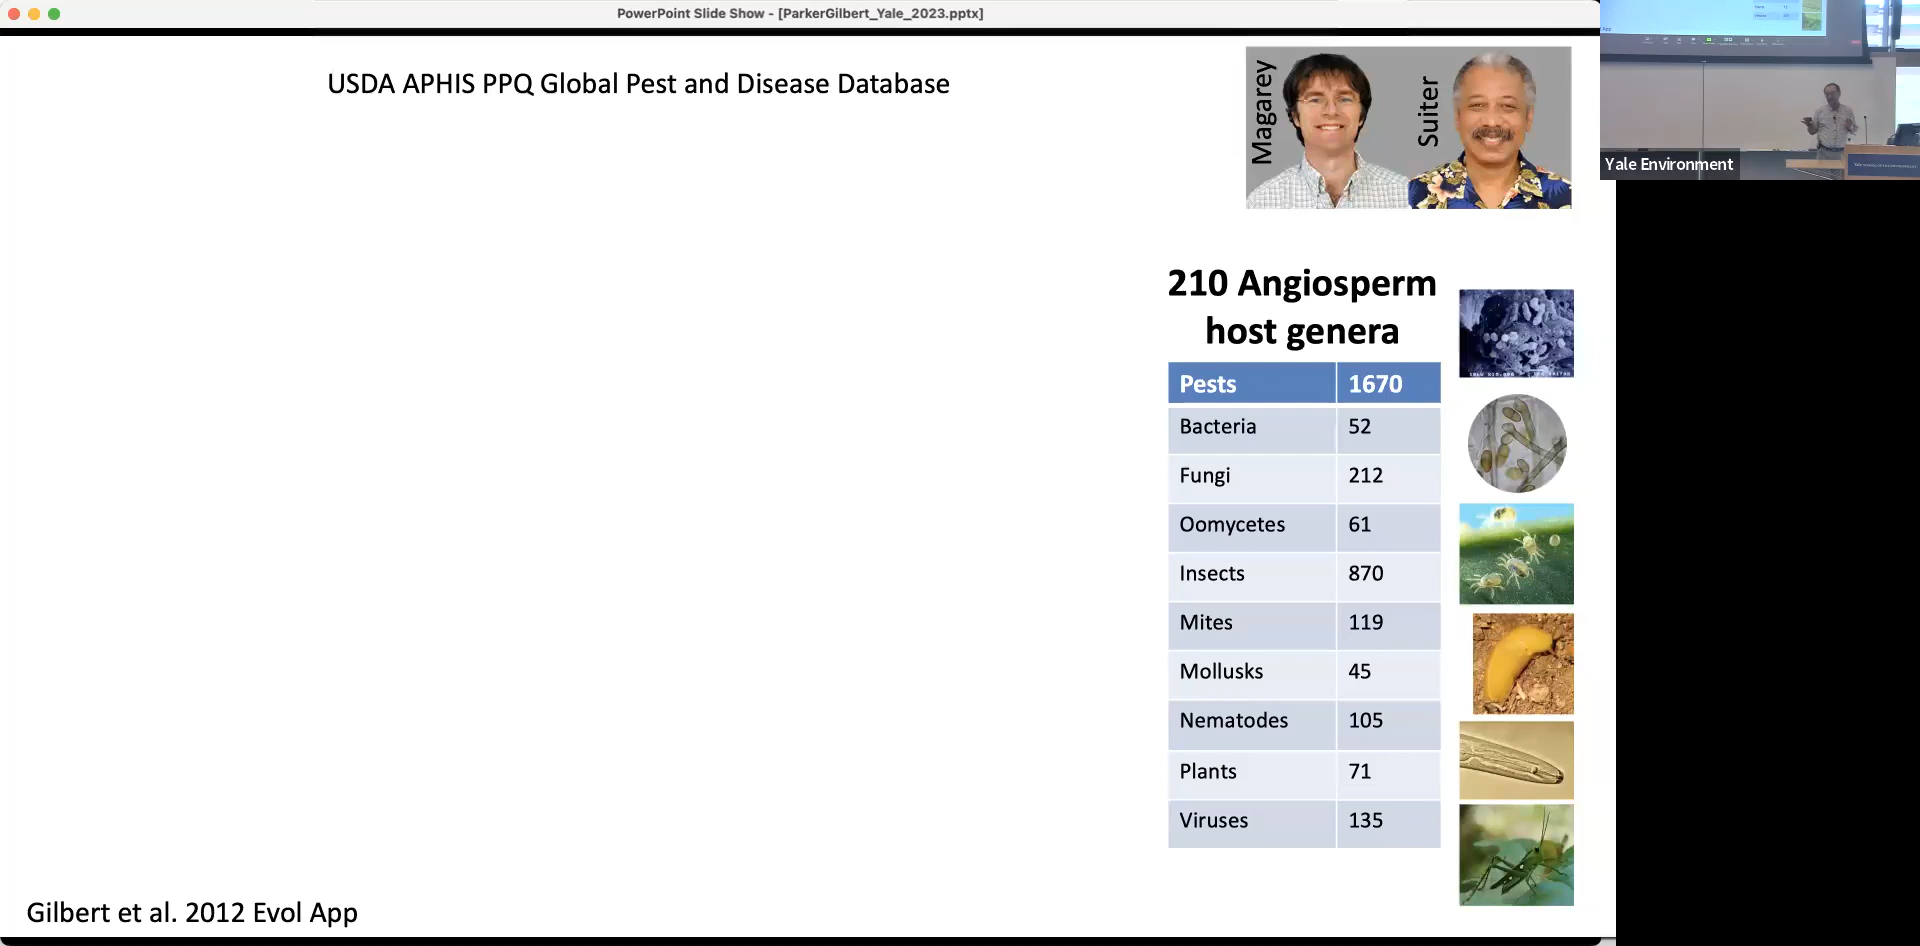 PowerPoint Slide Show - [ParkerGilbert_Yale_2023.pptx]
USDA APHIS PPQ Global Pest and Disease Database
Magarey
Suiter
Yale Environment
210 Angiosperm
host genera
Pests 1670
Bacteria 52
Fungi 212
Oomycetes 61
Insects 870
Mites 119
Mollusks 45
Nematodes 105
Plants 71
Viruses 135
Gilbert et al. 2012 Evol App